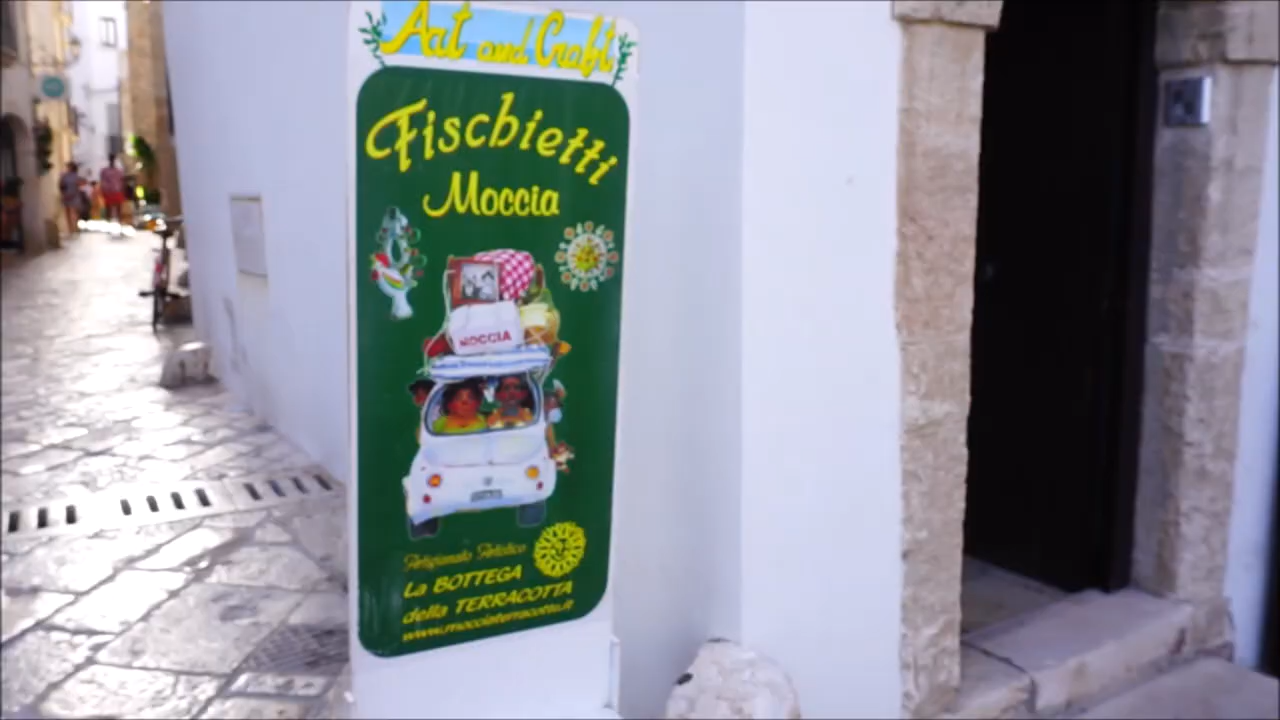 Art and Craft
Fischietti
Moccia
MOCCIA
Artigianato Artistico
La BOTTEGA
della TERRACOTTA
www.mocciaterracotta.it